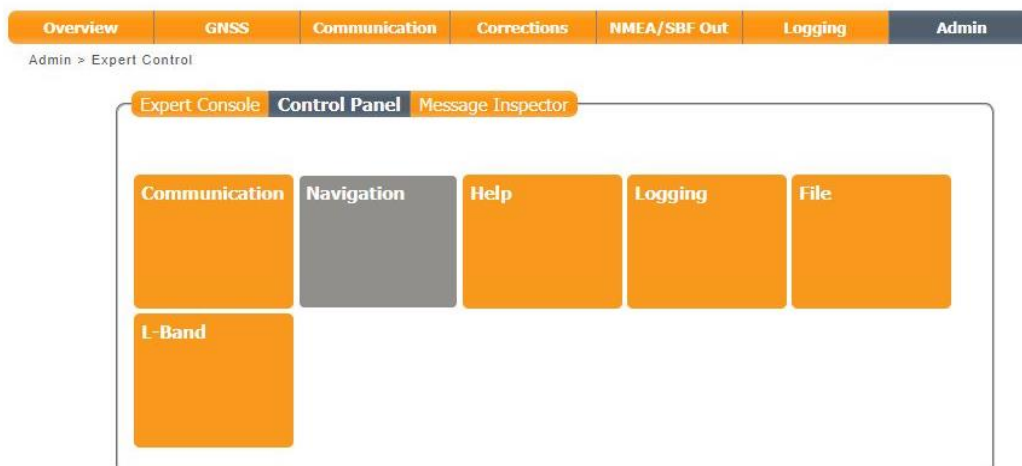 Overview GNSS Communication Corrections NMEA/SBF Out Logging Admin
Admin > Expert Control
Expert Console Control Panel Message Inspector
Communication Navigation Help Logging File
L-Band